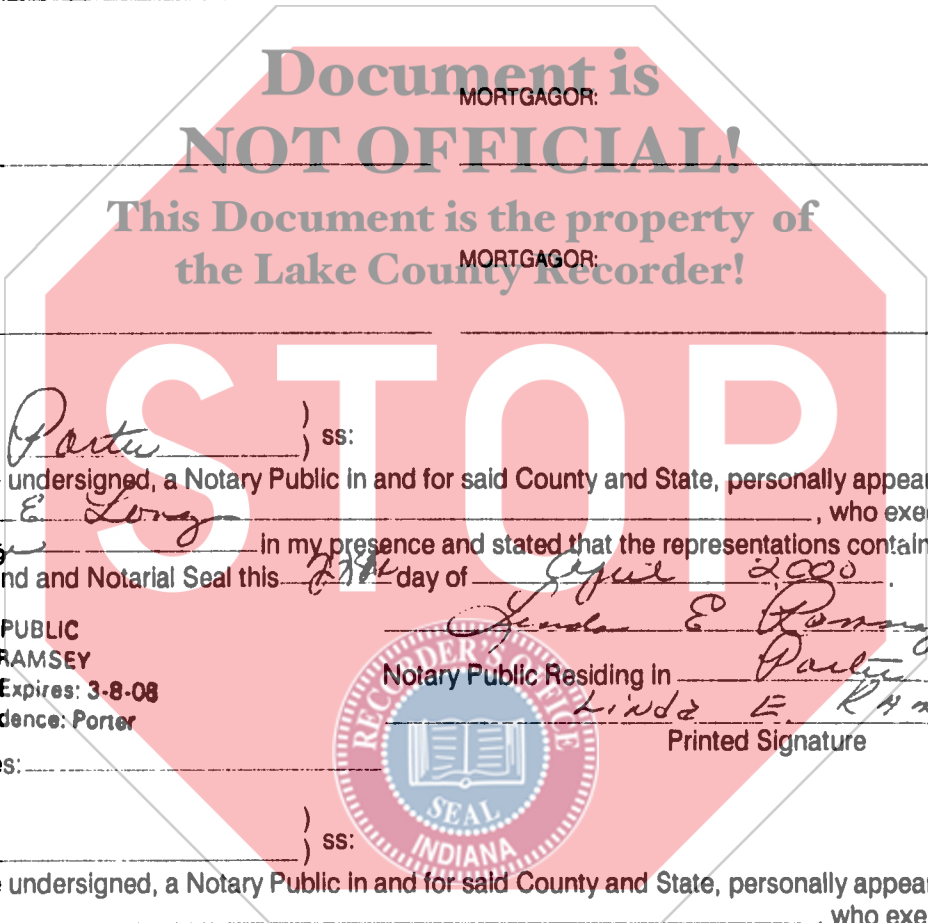 Document is
MORTGAGOR:
NOT OFFICIAL!
This Document is the property of
MORTGAGOR:
the Lake County Recorder!
STOP
Porter ) ss:
)
undersigned, a Notary Public in and for said County and State, personally appear
E Long , who exe
in my presence and stated that the representations contain
nd and Notarial Seal this 27th day of April 2000 .
PUBLIC
Linda E Ramsey
RAMSEY
Expires: 3-8-08
Notary Public Residing in Porter
dence: Porter
Linda E. RAM
Printed Signature
es:
RECORDER'S OFFICE
SEAL
INDIANA
) ss:
)
undersigned, a Notary Public in and for said County and State, personally appear
, who exe